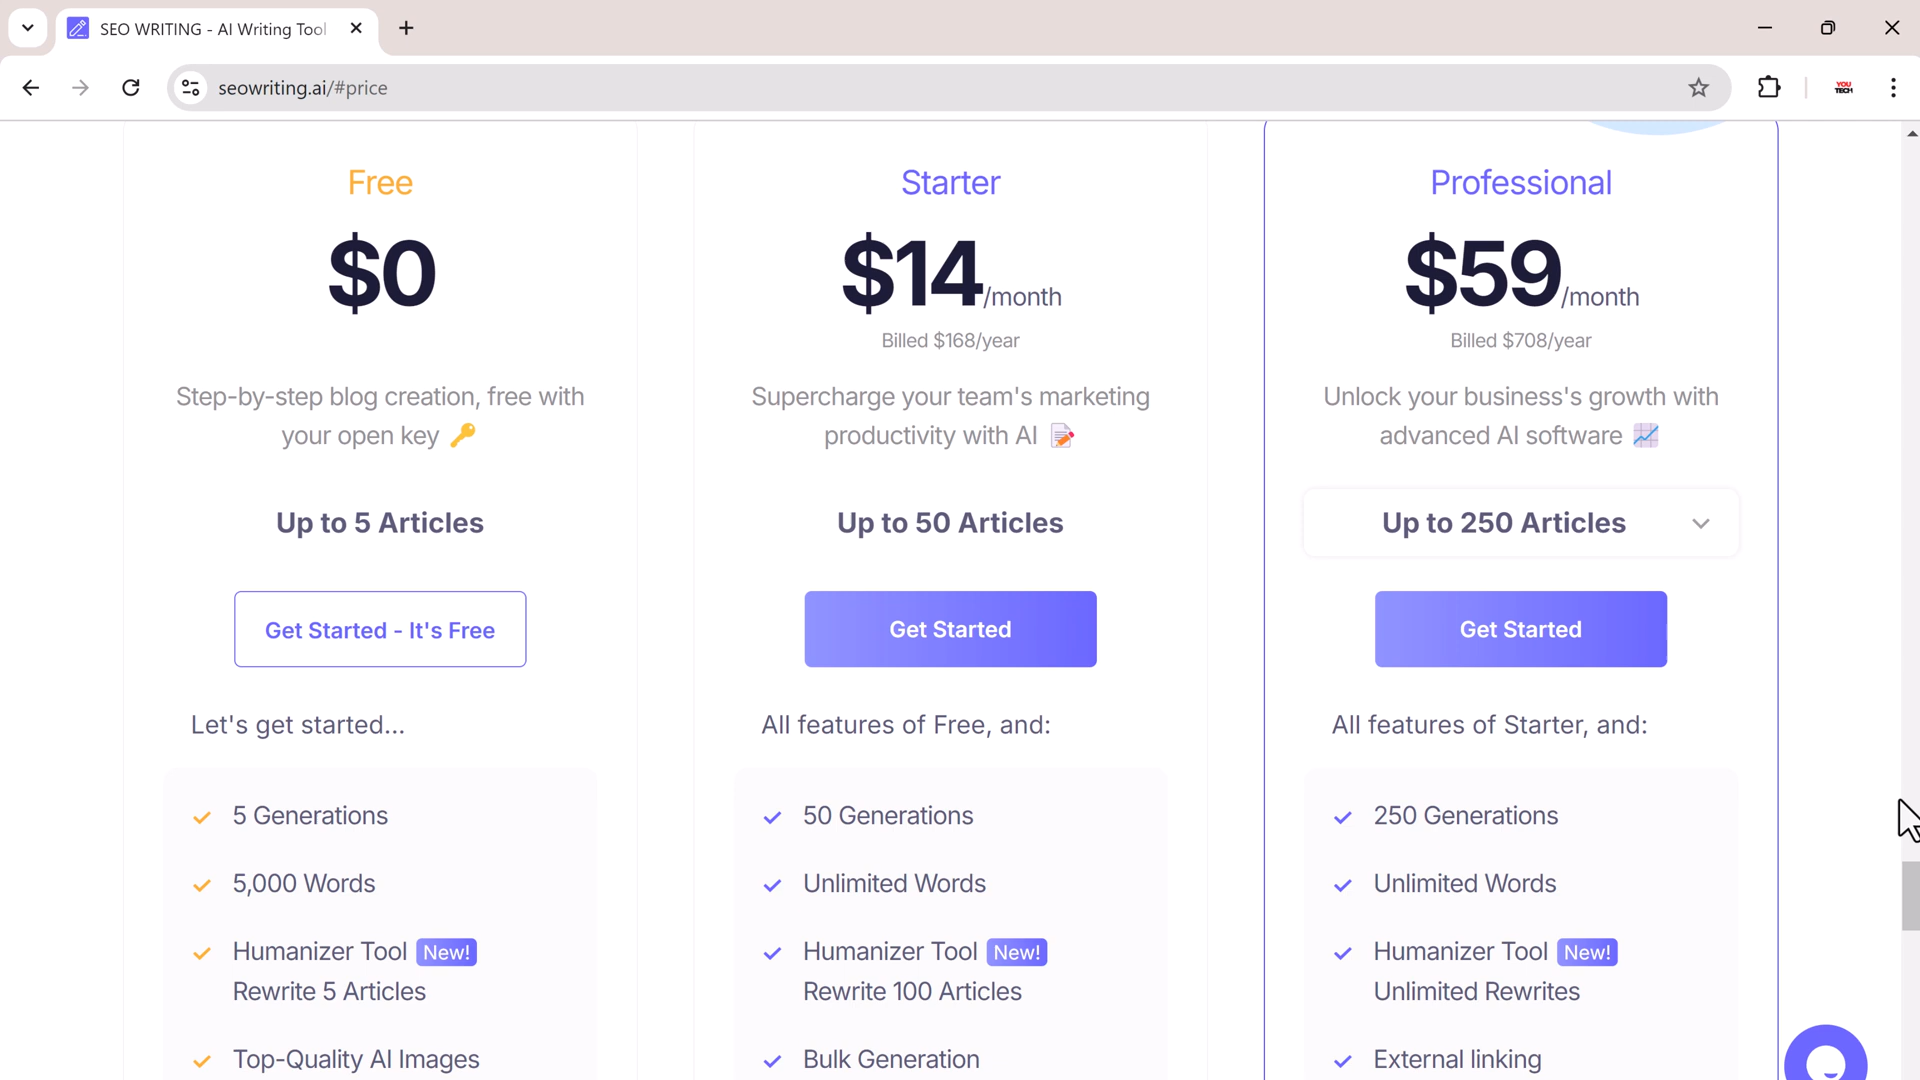 SEO WRITING - AI Writing Tool
seowriting.ai/#price
YOU
TECH
Free
$0
Step-by-step blog creation, free with
your open key 🔑
Up to 5 Articles
Get Started - It's Free
Let's get started...
5 Generations
5,000 Words
Humanizer Tool New!
Rewrite 5 Articles
Top-Quality AI Images
Starter
$14/month
Billed $168/year
Supercharge your team's marketing
productivity with AI 📝
Up to 50 Articles
Get Started
All features of Free, and:
50 Generations
Unlimited Words
Humanizer Tool New!
Rewrite 100 Articles
Bulk Generation
Professional
$59/month
Billed $708/year
Unlock your business's growth with
advanced AI software 📈
Up to 250 Articles
Get Started
All features of Starter, and:
250 Generations
Unlimited Words
Humanizer Tool New!
Unlimited Rewrites
External linking